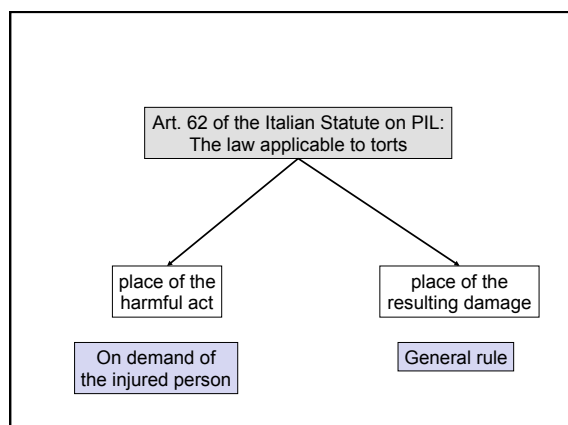 Art. 62 of the Italian Statute on PIL:
The law applicable to torts
place of the
harmful act
place of the
resulting damage
On demand of
the injured person
General rule